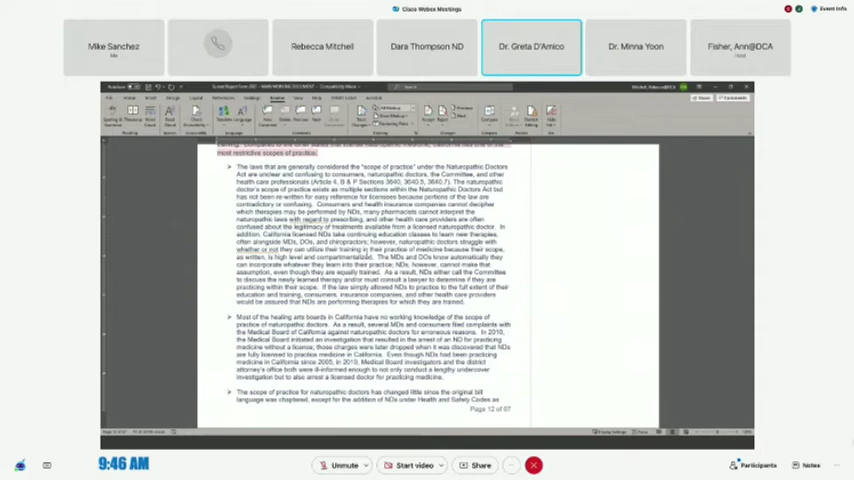 Cisco Webex Meetings
Event Info
Mike Sanchez
Me
Rebecca Mitchell
Dara Thompson ND
Dr. Greta D'Amico
Dr. Minna Yoon
Fisher, Ann@DCA
Host
most restrictive scopes of practice.
➤ The laws that are generally considered the "scope of practice" under the Naturopathic Doctors
Act are unclear and confusing to consumers, naturopathic doctors, the Committee, and other
health care professionals (Article 4, B & P Sections 3640, 3640.5, 3640.7). The naturopathic
doctor's scope of practice exists as multiple sections within the Naturopathic Doctors Act but
has not been re-written for easy reference for licensees because portions of the law are
contradictory or confusing. Consumers and health insurance companies cannot decipher
which therapies may be performed by NDs, many pharmacists cannot interpret the
naturopathic laws with regard to prescribing, and other health care providers are often
confused about the legitimacy of treatments available from a licensed naturopathic doctor. In
addition, California licensed NDs take continuing education classes to learn new therapies,
often alongside MDs, DOs, and chiropractors; however, naturopathic doctors struggle with
whether or not they can utilize their training in their practice of medicine because their scope,
as written, is high level and compartmentalized. The MDs and DOs know automatically they
can incorporate whatever they learn into their practice; NDs, however, cannot make that
assumption, even though they are equally trained. As a result, NDs either call the Committee
to discuss the newly learned therapy and/or must consult a lawyer to determine if they are
practicing within their scope. If the law simply allowed NDs to practice to the full extent of their
education and training, consumers, insurance companies, and other health care providers
would be assured that NDs are performing therapies for which they are trained.
➤ Most of the healing arts boards in California have no working knowledge of the scope of
practice of naturopathic doctors. As a result, several MDs and consumers filed complaints with
the Medical Board of California against naturopathic doctors for erroneous reasons. In 2010,
the Medical Board initiated an investigation that resulted in the arrest of an ND for practicing
medicine without a license; those charges were later dropped when it was discovered that NDs
are fully licensed to practice medicine in California. Even though NDs had been practicing
medicine in California since 2005, in 2010, Medical Board investigators and the district
attorney's office both were ill-informed enough to not only conduct a lengthy undercover
investigation but to also arrest a licensed doctor for practicing medicine.
➤ The scope of practice for naturopathic doctors has changed little since the original bill
language was chaptered, except for the addition of NDs under Health and Safety Codes as
Page 12 of 67
9:46 AM
Unmute
Start video
Share
Participants
Notes